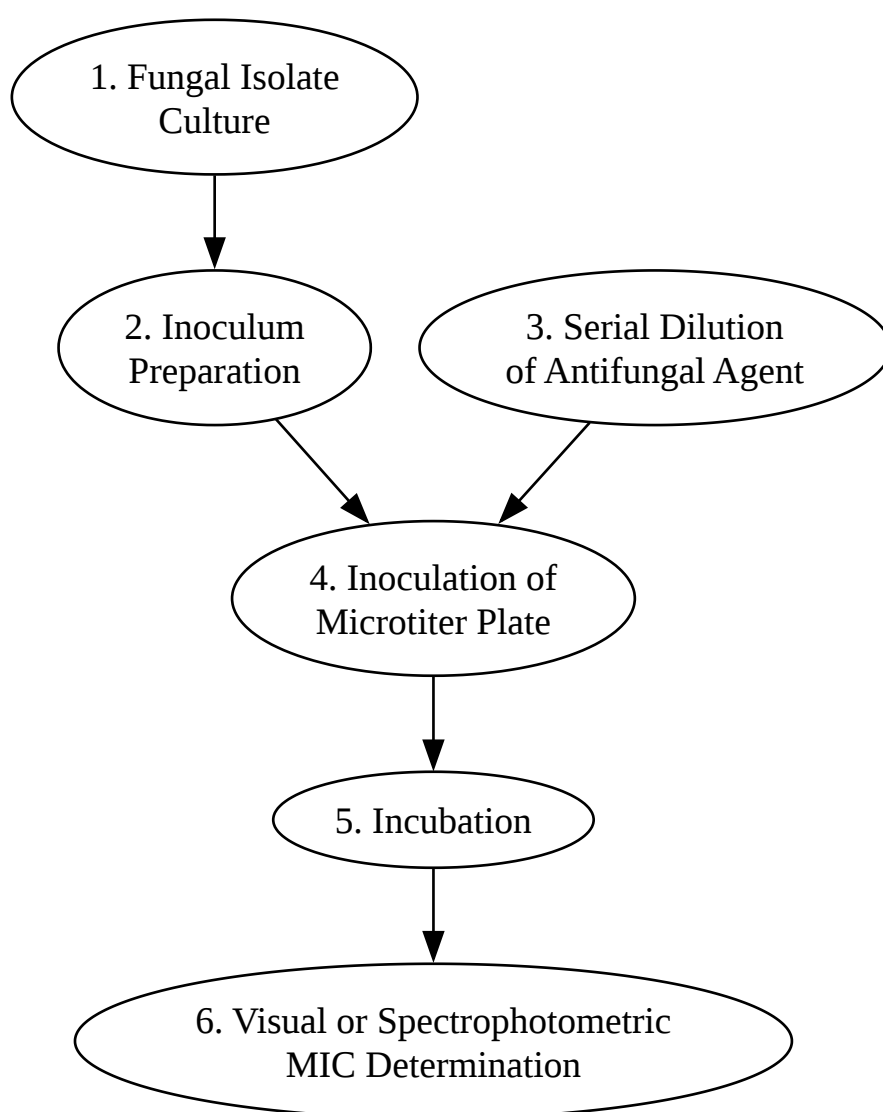 1. Fungal Isolate
Culture
2. Inoculum
Preparation
3. Serial Dilution
of Antifungal Agent
4. Inoculation of
Microtiter Plate
5. Incubation
6. Visual or Spectrophotometric
MIC Determination